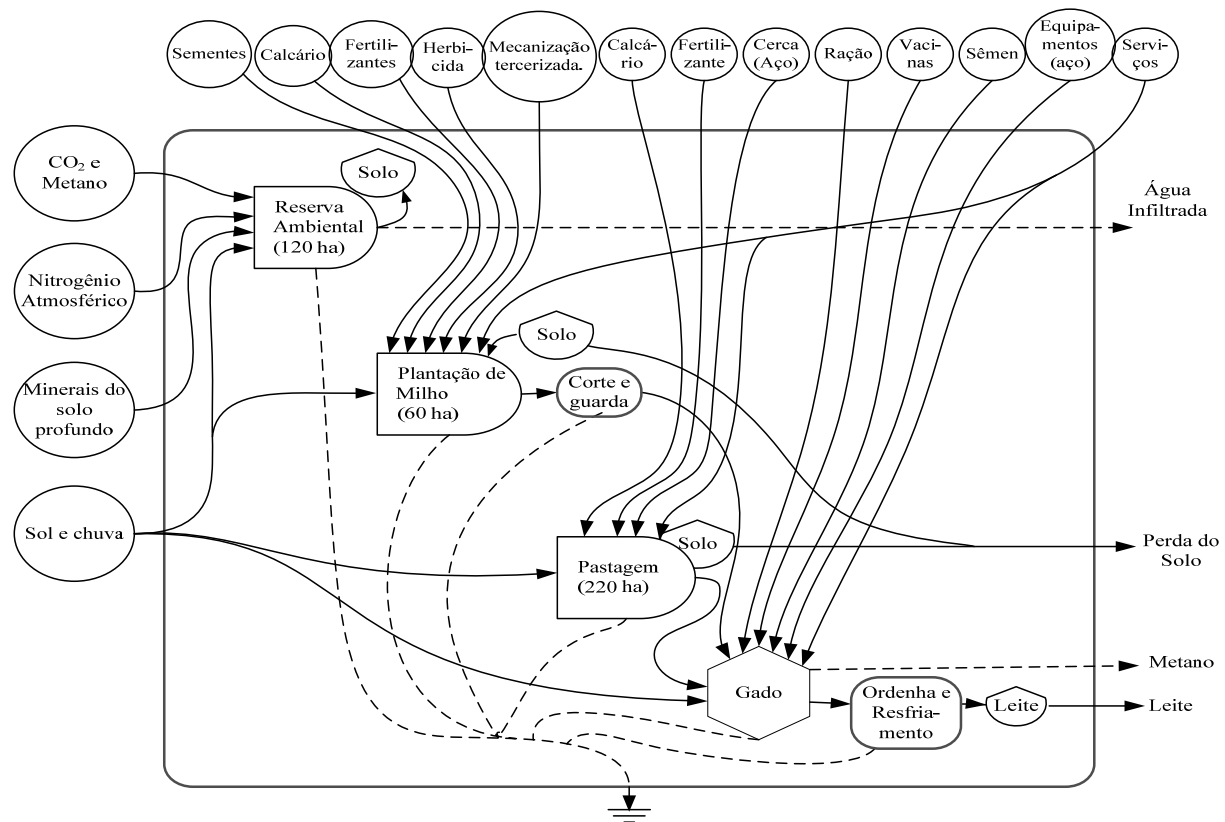 Sementes
Calcário
Fertili-
zantes
Herbi-
cida
Mecanização
tercerizada.
Calcá-
rio
Fertili-
zante
Cerca
(Aço)
Ração
Vaci-
nas
Sêmen
Equipa-
mentos
(aço)
Servi-
ços
CO₂ e
Metano
Solo
Reserva
Ambiental
(120 ha)
Água
Infiltrada
Nitrogênio
Atmosférico
Solo
Minerais do
solo
profundo
Plantação de
Milho
(60 ha)
Corte e
guarda
Sol e chuva
Solo
Perda do
Solo
Pastagem
(220 ha)
Gado
Metano
Ordenha e
Resfria-
mento
Leite
Leite